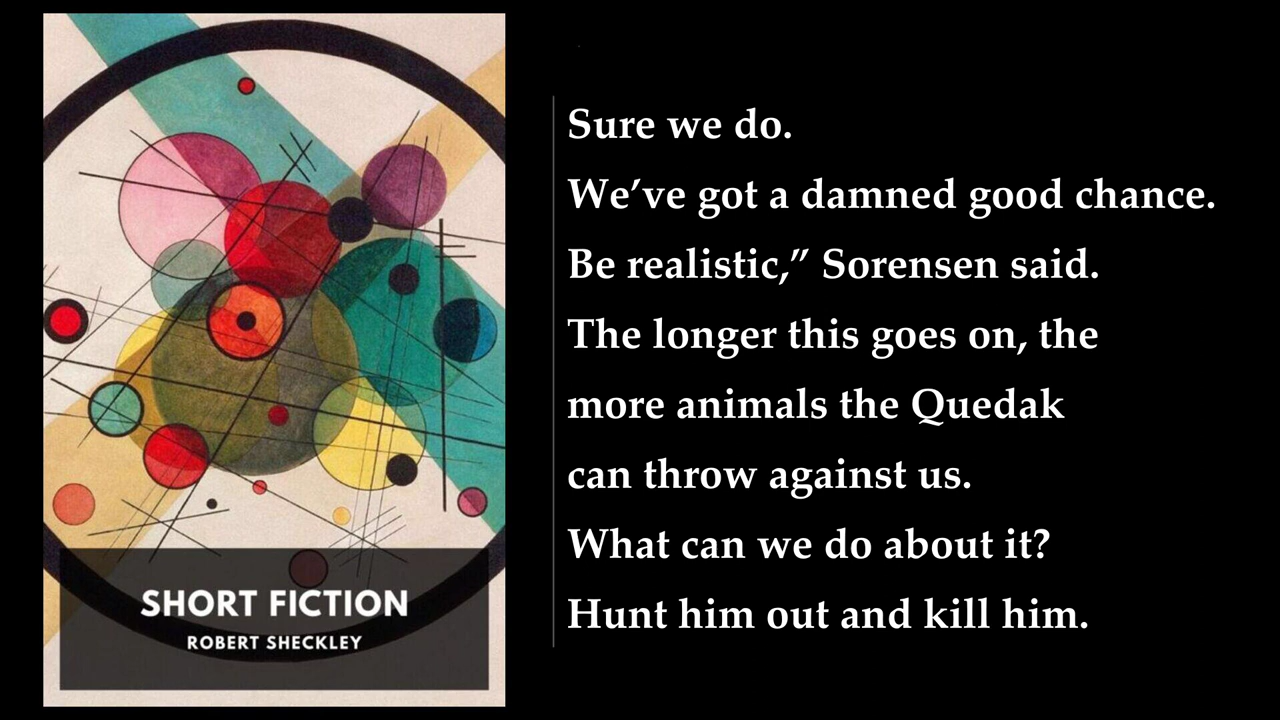 SHORT FICTION
ROBERT SHECKLEY
Sure we do.
We’ve got a damned good chance.
Be realistic,” Sorensen said.
The longer this goes on, the
more animals the Quedak
can throw against us.
What can we do about it?
Hunt him out and kill him.